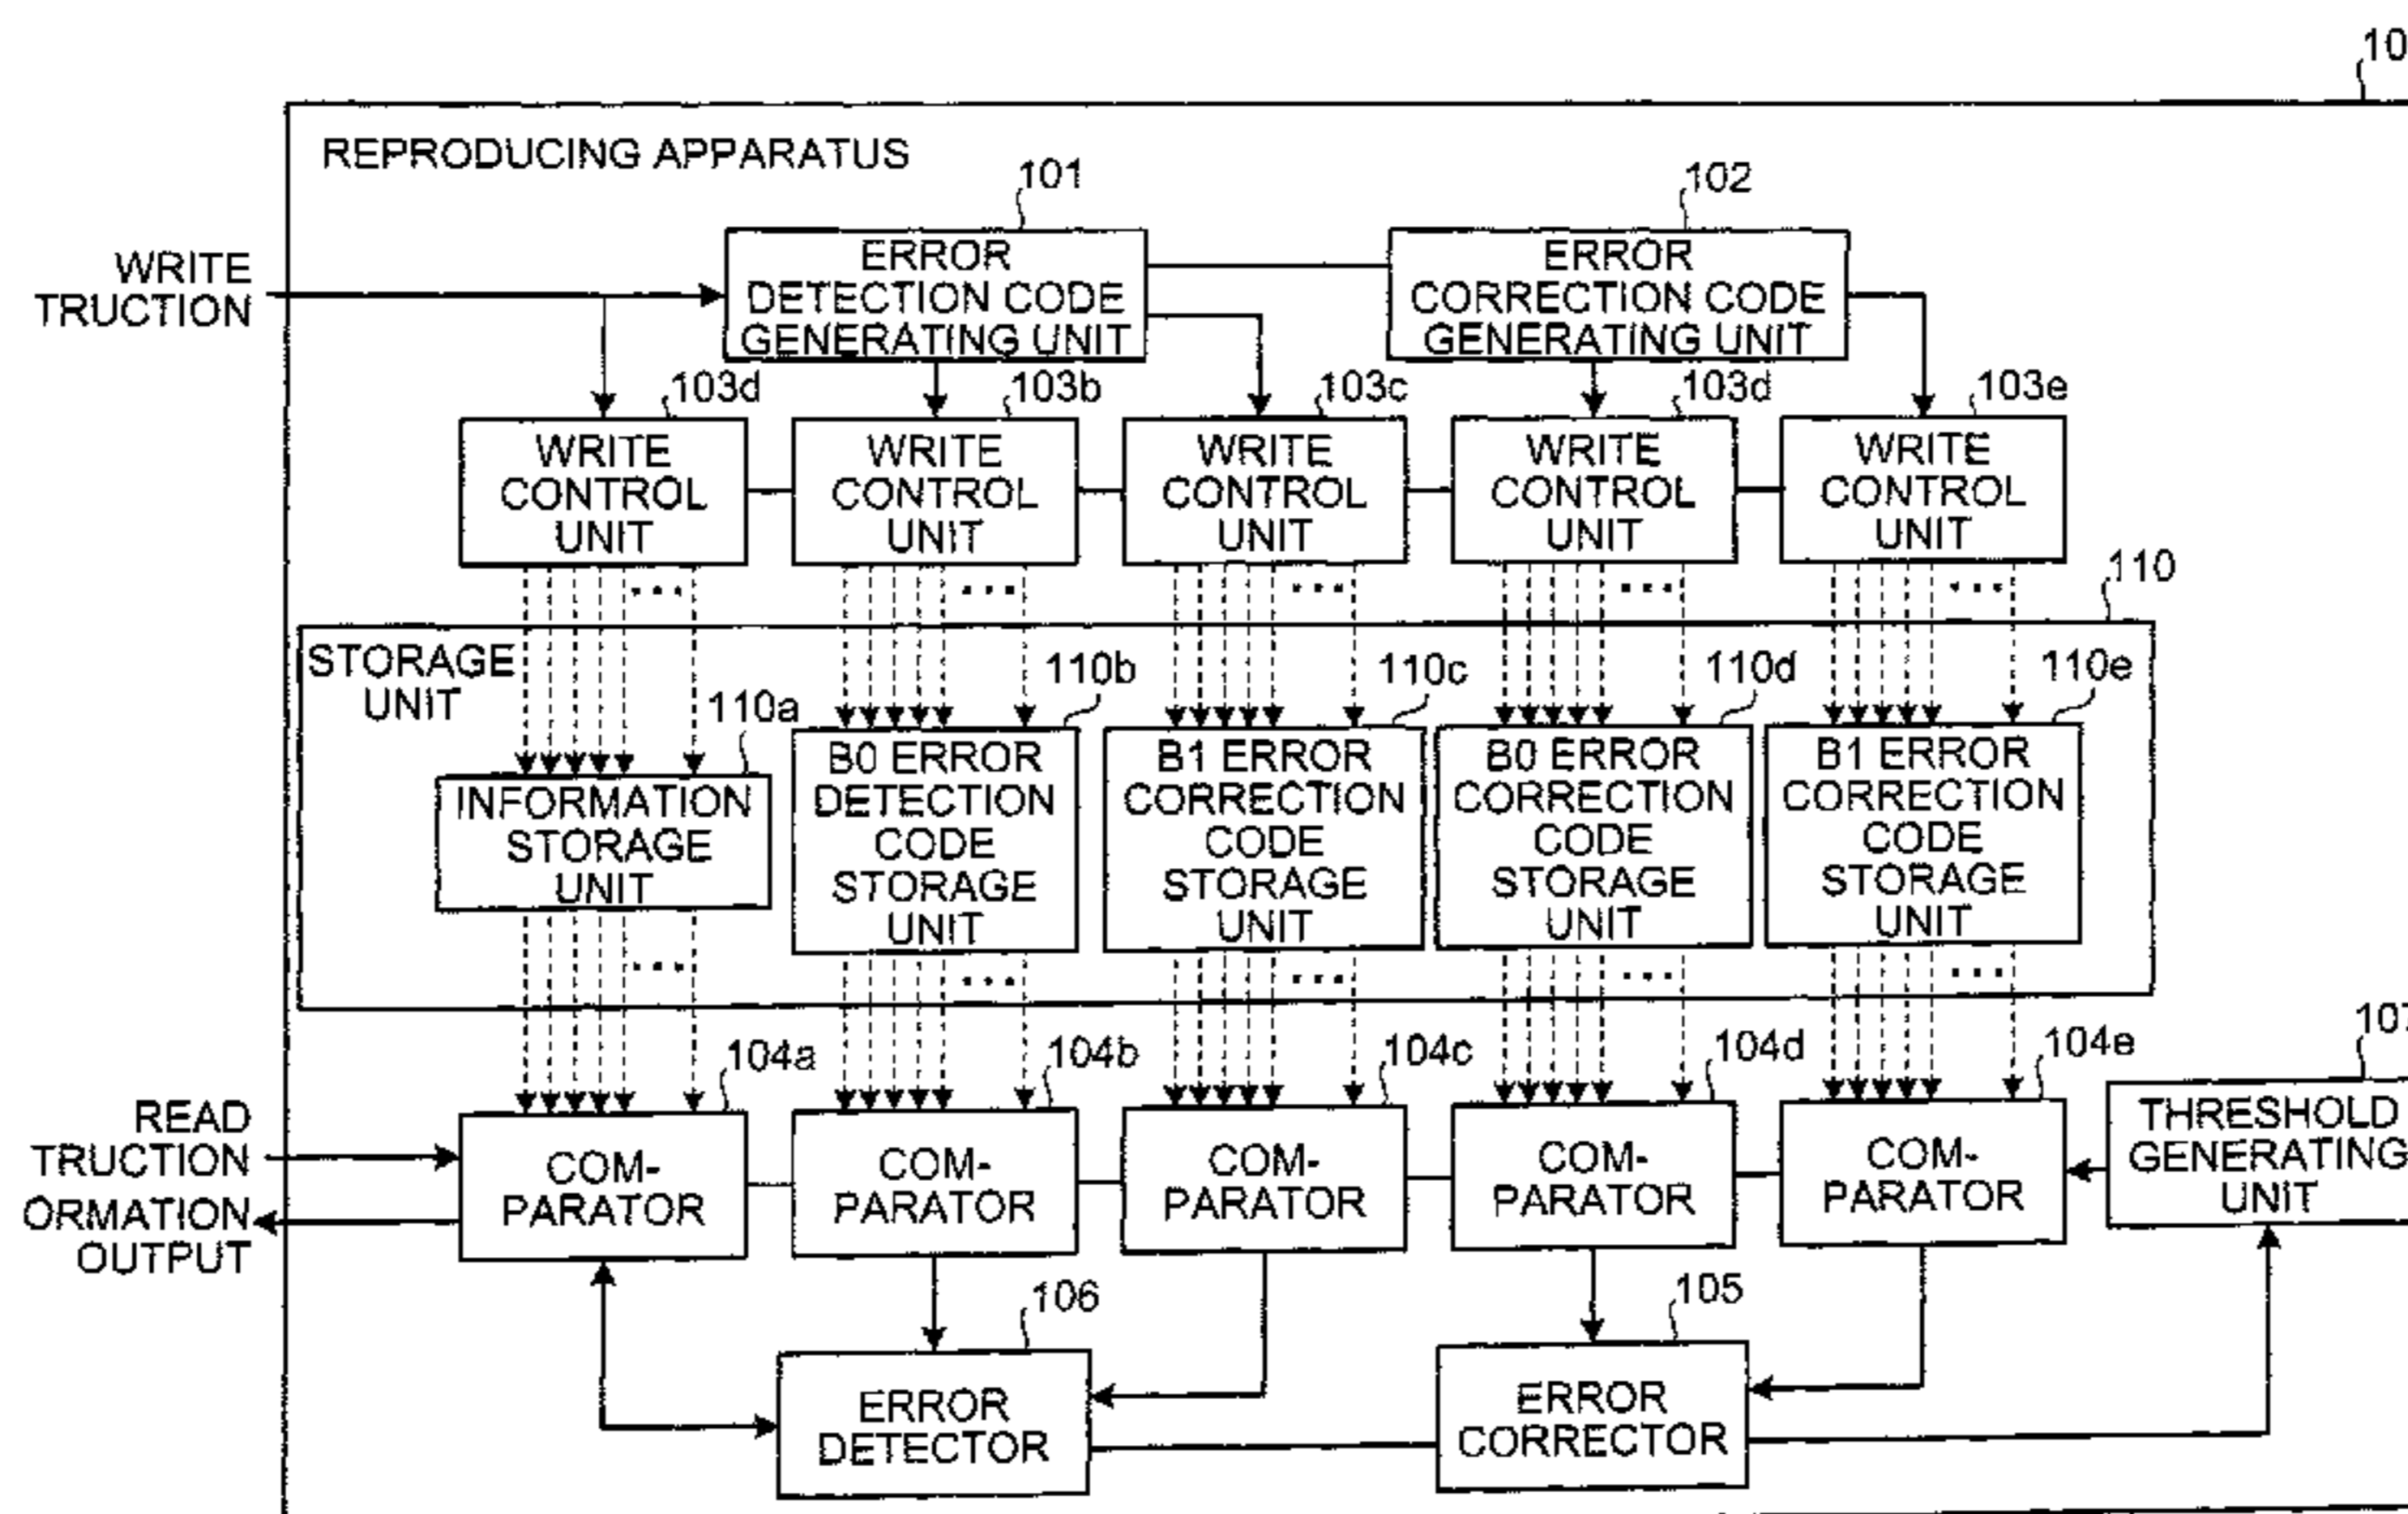 10
REPRODUCING APPARATUS
101
102
WRITE
TRUCTION
ERROR
DETECTION CODE
GENERATING UNIT
ERROR
CORRECTION CODE
GENERATING UNIT
103d
103b
103c
103d
103e
WRITE
CONTROL
UNIT
WRITE
CONTROL
UNIT
WRITE
CONTROL
UNIT
WRITE
CONTROL
UNIT
WRITE
CONTROL
UNIT
110
STORAGE
UNIT
110a
110b
110c
110d
110e
INFORMATION
STORAGE
UNIT
B0 ERROR
DETECTION
CODE
STORAGE
UNIT
B1 ERROR
CORRECTION
CODE
STORAGE
UNIT
B0 ERROR
CORRECTION
CODE
STORAGE
UNIT
B1 ERROR
CORRECTION
CODE
STORAGE
UNIT
104a
104b
104c
104d
104e
107
READ
TRUCTION
ORMATION
OUTPUT
COM-
PARATOR
COM-
PARATOR
COM-
PARATOR
COM-
PARATOR
COM-
PARATOR
THRESHOLD
GENERATING
UNIT
106
105
ERROR
DETECTOR
ERROR
CORRECTOR